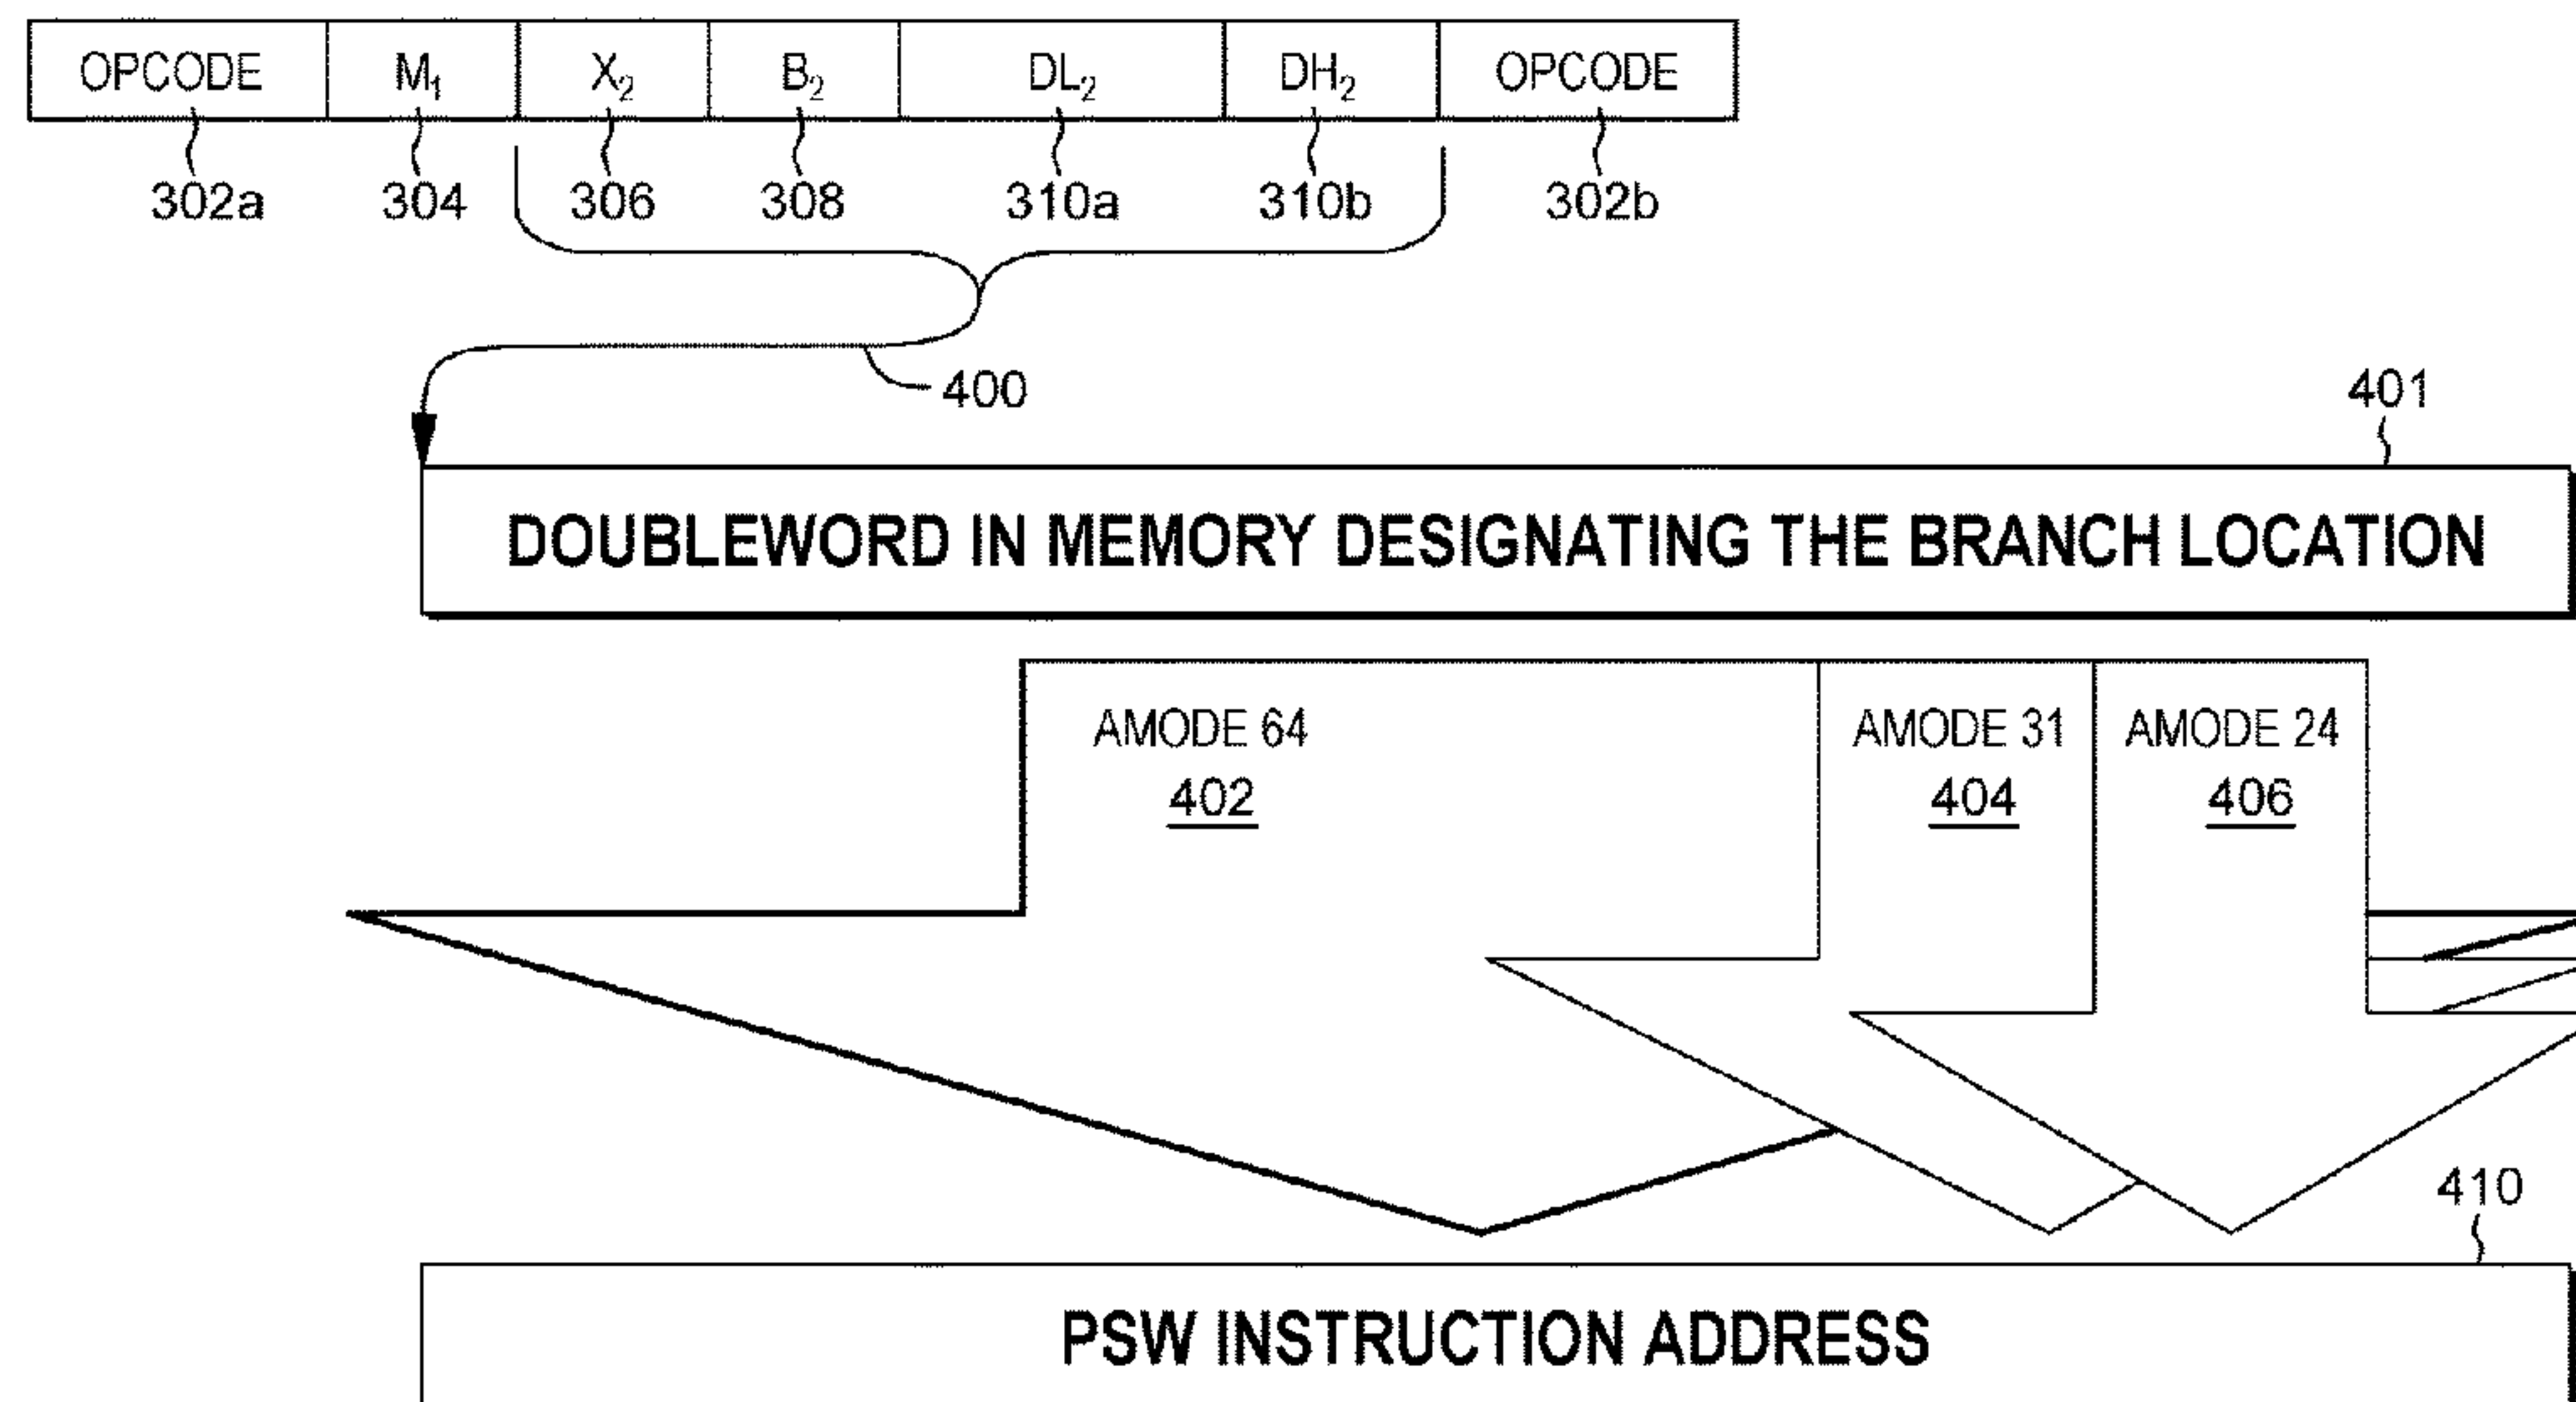 OPCODE M₁ X₂ B₂ DL₂ DH₂ OPCODE
302a 304 306 308 310a 310b 302b
400
401
DOUBLEWORD IN MEMORY DESIGNATING THE BRANCH LOCATION
AMODE 64 AMODE 31 AMODE 24
402 404 406
410
PSW INSTRUCTION ADDRESS